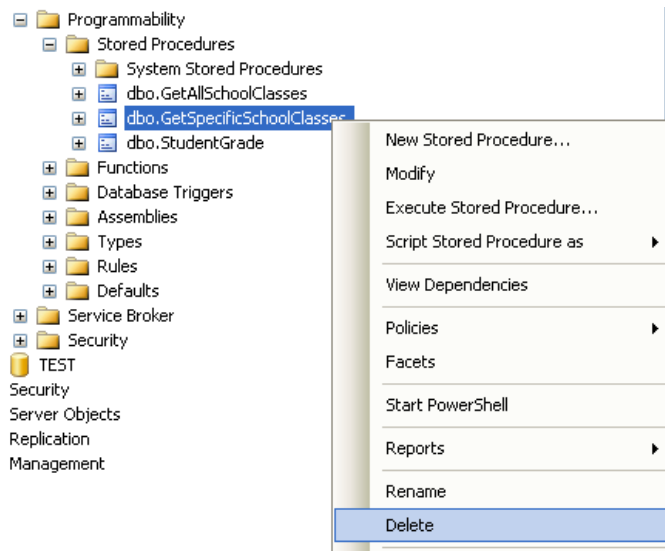 Programmability
Stored Procedures
System Stored Procedures
dbo.GetAllSchoolClasses
dbo.GetSpecificSchoolClasses
dbo.StudentGrade
Functions
Database Triggers
Assemblies
Types
Rules
Defaults
Service Broker
Security
TEST
Security
Server Objects
Replication
Management
New Stored Procedure...
Modify
Execute Stored Procedure...
Script Stored Procedure as
View Dependencies
Policies
Facets
Start PowerShell
Reports
Rename
Delete